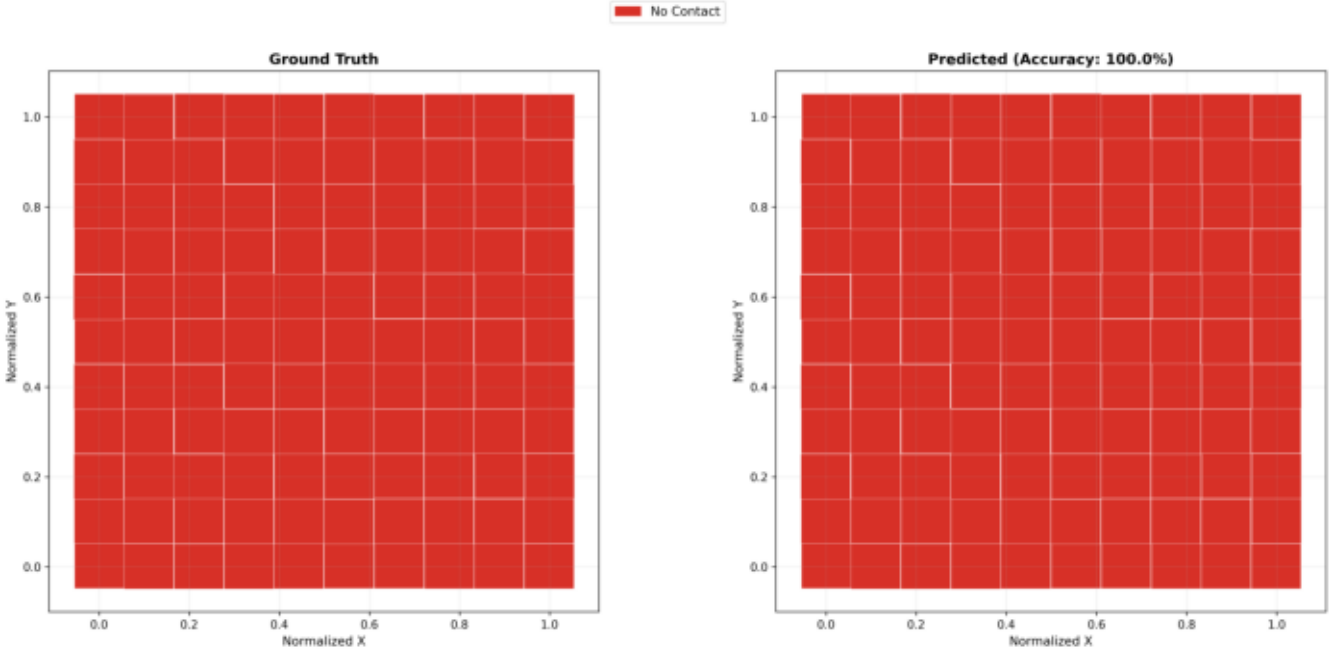 No Contact
Ground Truth
Predicted (Accuracy: 100.0%)
1.0
0.8
0.6
0.4
0.2
0.0
Normalized Y
0.0 0.2 0.4 0.6 0.8 1.0
Normalized X
1.0
0.8
0.6
0.4
0.2
0.0
Normalized Y
0.0 0.2 0.4 0.6 0.8 1.0
Normalized X